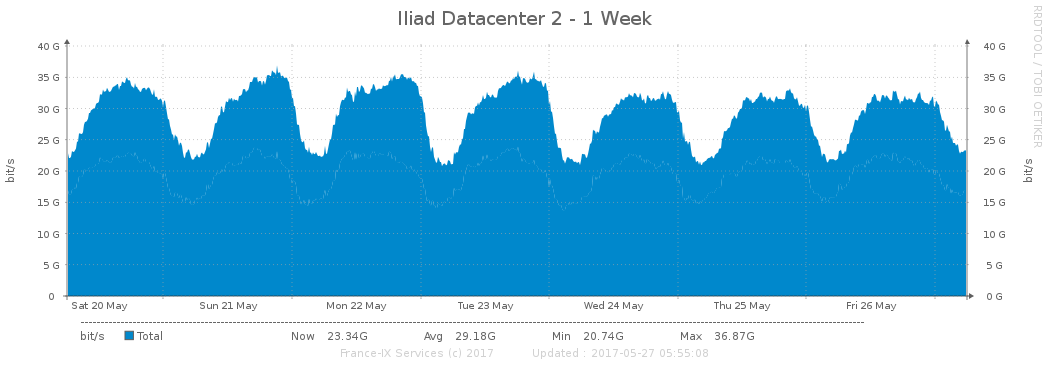 Iliad Datacenter 2 - 1 Week
RRDTOOL / TOBI OETIKER
bit/s
40 G 40 G
35 G 35 G
30 G 30 G
25 G 25 G
20 G 20 G
15 G 15 G
10 G 10 G
5 G 5 G
0 0 G
bit/s
Sat 20 May Sun 21 May Mon 22 May Tue 23 May Wed 24 May Thu 25 May Fri 26 May
bit/s Total Now 23.34G Avg 29.18G Min 20.74G Max 36.87G
France-IX Services (c) 2017 Updated : 2017-05-27 05:55:08